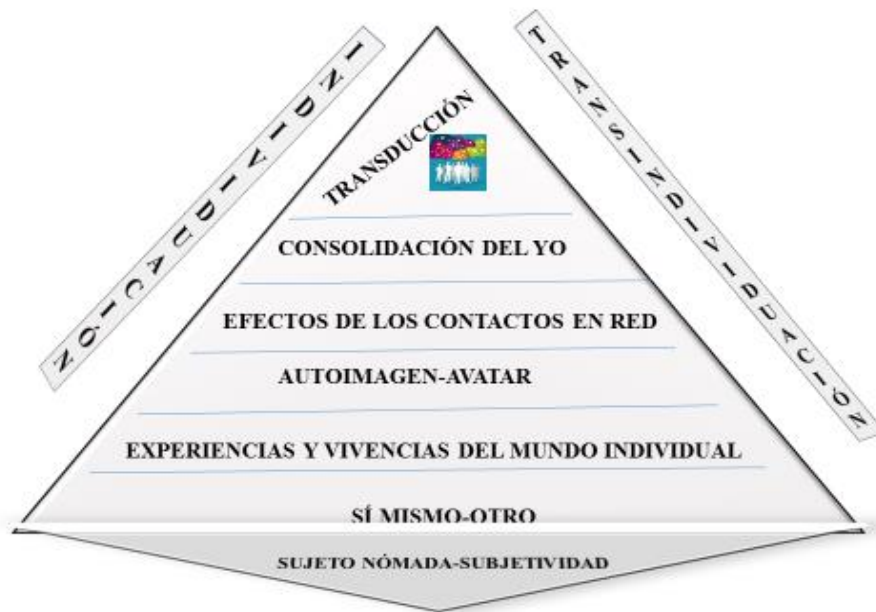 INDIVIDUACIÓN
TRANSINDIVIDUACIÓN
TRANSDUCCIÓN
CONSOLIDACIÓN DEL YO
EFECTOS DE LOS CONTACTOS EN RED
AUTOIMAGEN-AVATAR
EXPERIENCIAS Y VIVENCIAS DEL MUNDO INDIVIDUAL
SÍ MISMO-OTRO
SUJETO NÓMADA-SUBJETIVIDAD